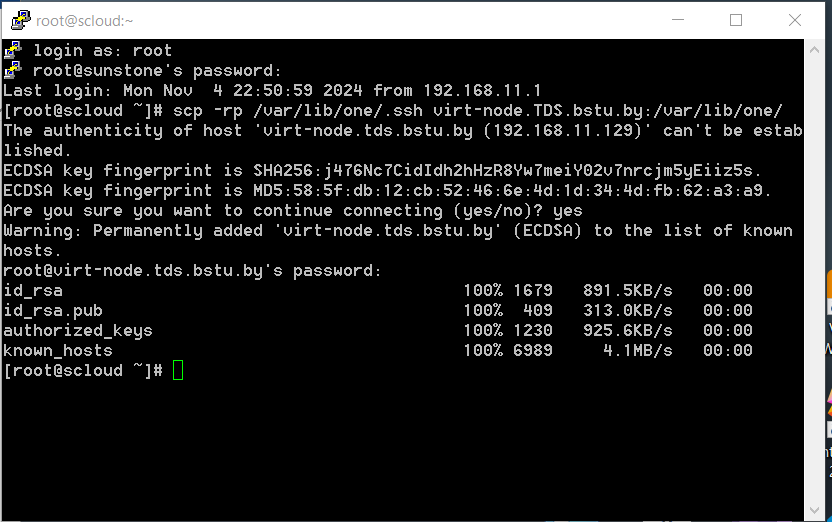 root@scloud:~
login as: root
root@sunstone's password:
Last login: Mon Nov  4 22:50:59 2024 from 192.168.11.1
[root@scloud ~]# scp -rp /var/lib/one/.ssh virt-node.TDS.bstu.by:/var/lib/one/
The authenticity of host 'virt-node.tds.bstu.by (192.168.11.129)' can't be estab
lished.
ECDSA key fingerprint is SHA256:j476Nc7CidIdh2hHzR8Yw7meiY02v7nrcjm5yEiiz5s.
ECDSA key fingerprint is MD5:58:5f:db:12:cb:52:46:6e:4d:1d:34:4d:fb:62:a3:a9.
Are you sure you want to continue connecting (yes/no)? yes
Warning: Permanently added 'virt-node.tds.bstu.by' (ECDSA) to the list of known
hosts.
root@virt-node.tds.bstu.by's password:
id_rsa 100% 1679 891.5KB/s 00:00
id_rsa.pub 100% 409 313.0KB/s 00:00
authorized_keys 100% 1230 925.6KB/s 00:00
known_hosts 100% 6989 4.1MB/s 00:00
[root@scloud ~]#